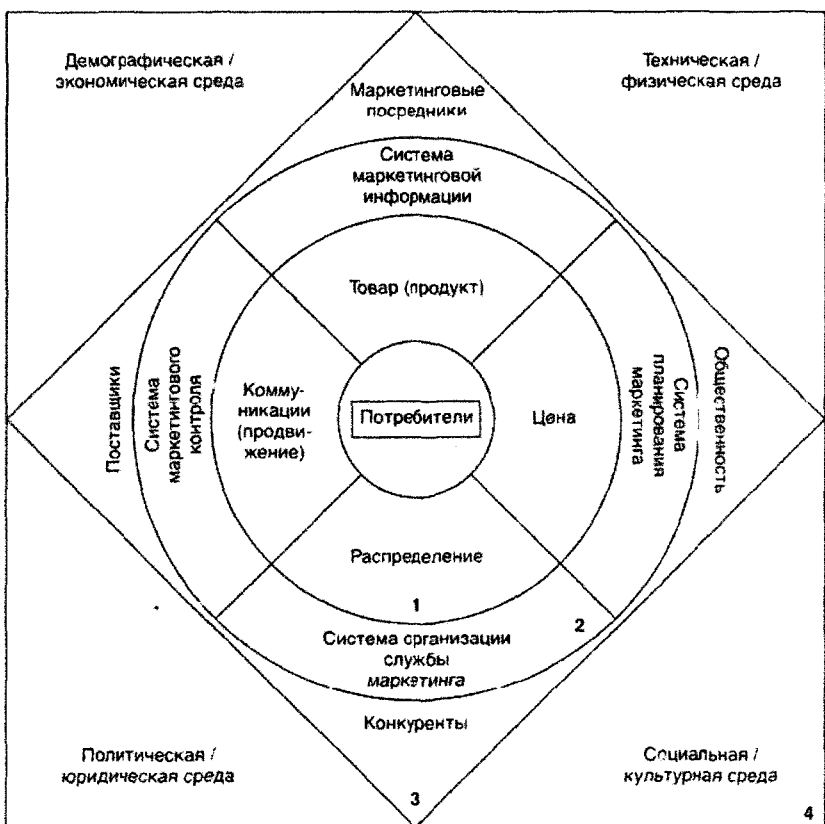 Демографическая /
экономическая среда
Техническая /
физическая среда
Маркетинговые
посредники
Система
маркетинговой
информации
Товар (продукт)
Поставщики
Система
маркетингового
контроля
Комму-
никации
(продви-
жение)
Потребители
Цена
Система
планирования
маркетинга
Общественность
Распределение
1
2
Система организации
службы
маркетинга
Конкуренты
Политическая /
юридическая среда
Социальная /
культурная среда
3
4